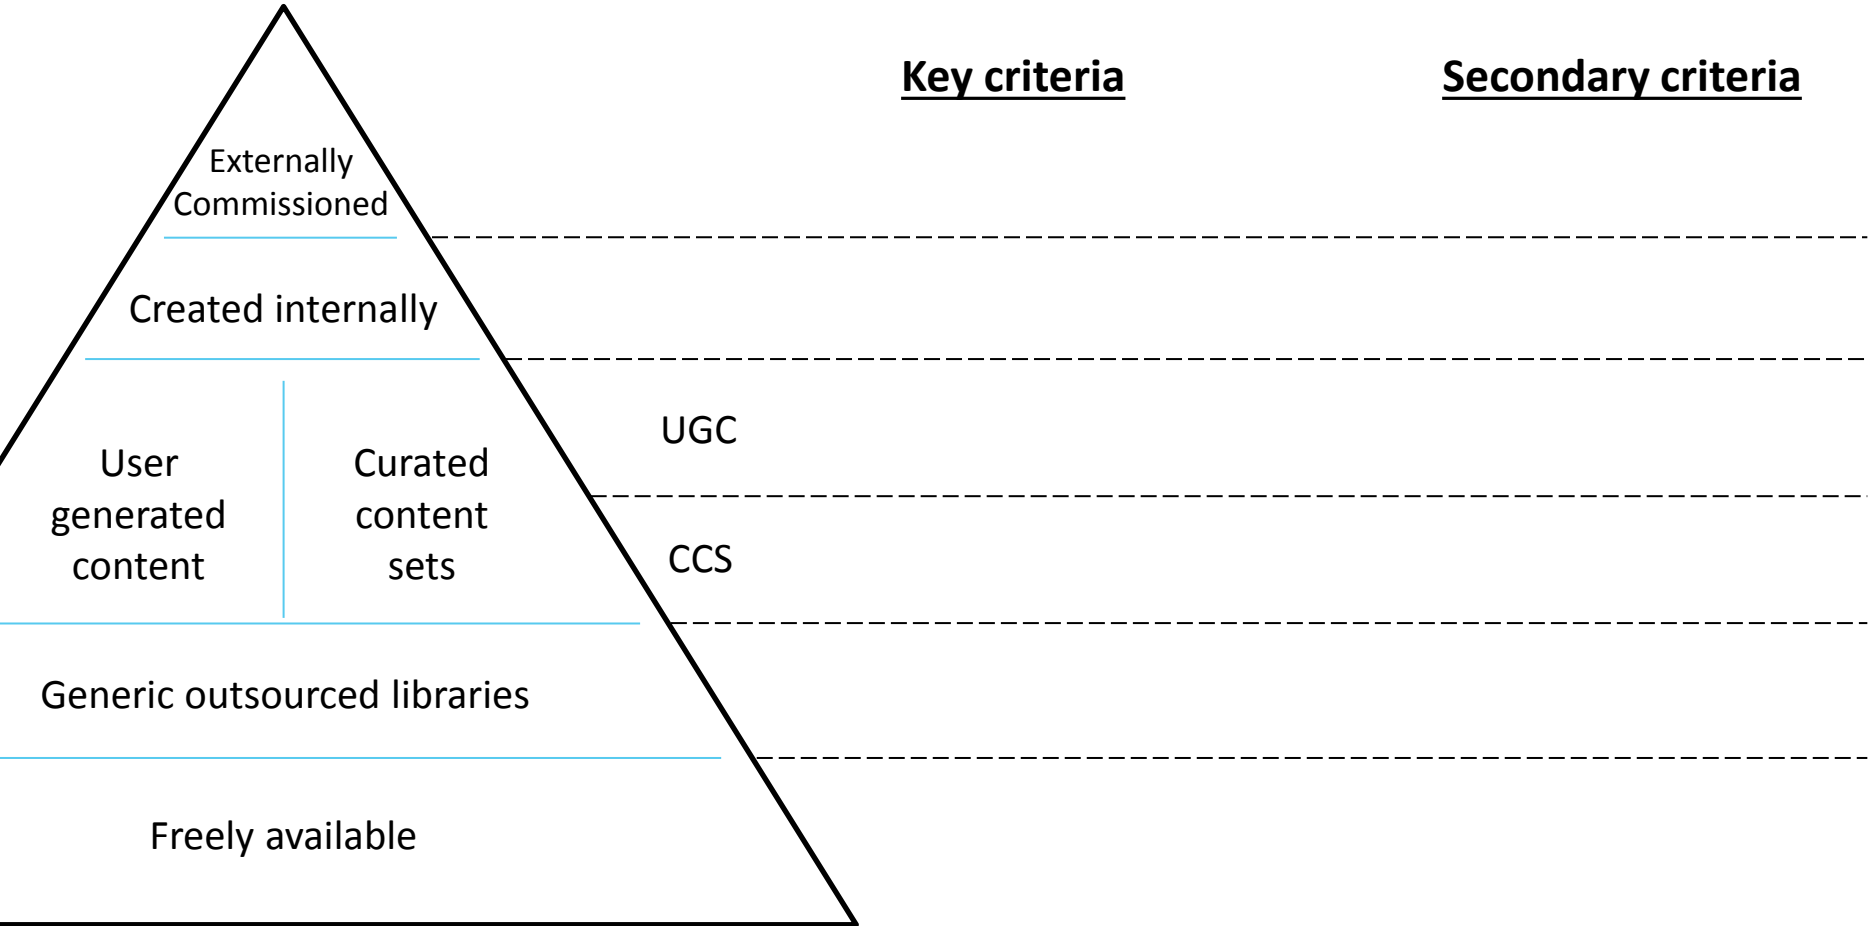 Key criteria
Secondary criteria
Externally
Commissioned
Created internally
UGC
User
generated
content
Curated
content
sets
CCS
Generic outsourced libraries
Freely available